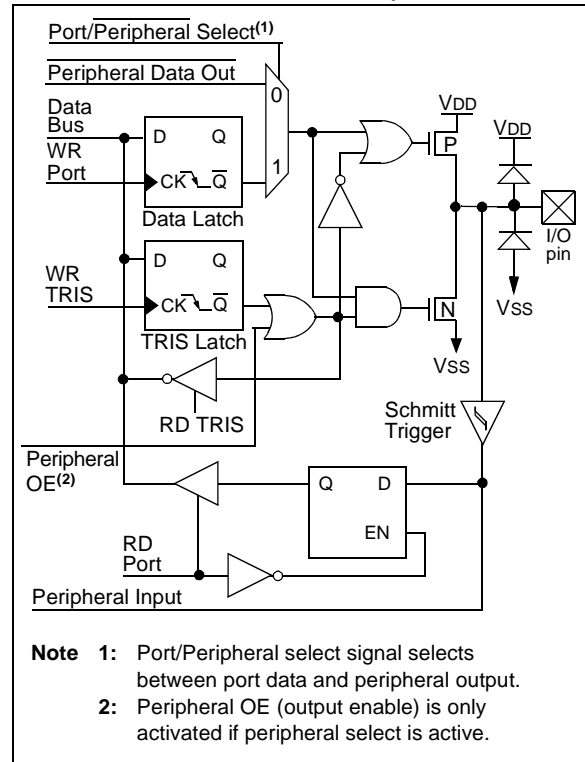 Port/Peripheral Select(1)
Peripheral Data Out
Data
Bus
WR
Port
D Q
CK Q
Data Latch
0
1
VDD
P
VDD
I/O
pin
WR
TRIS
D Q
CK Q
TRIS Latch
N
VSS
VSS
RD TRIS
Schmitt
Trigger
Peripheral
OE(2)
Q D
EN
RD
Port
Peripheral Input
Note 1: Port/Peripheral select signal selects
between port data and peripheral output.
2: Peripheral OE (output enable) is only
activated if peripheral select is active.